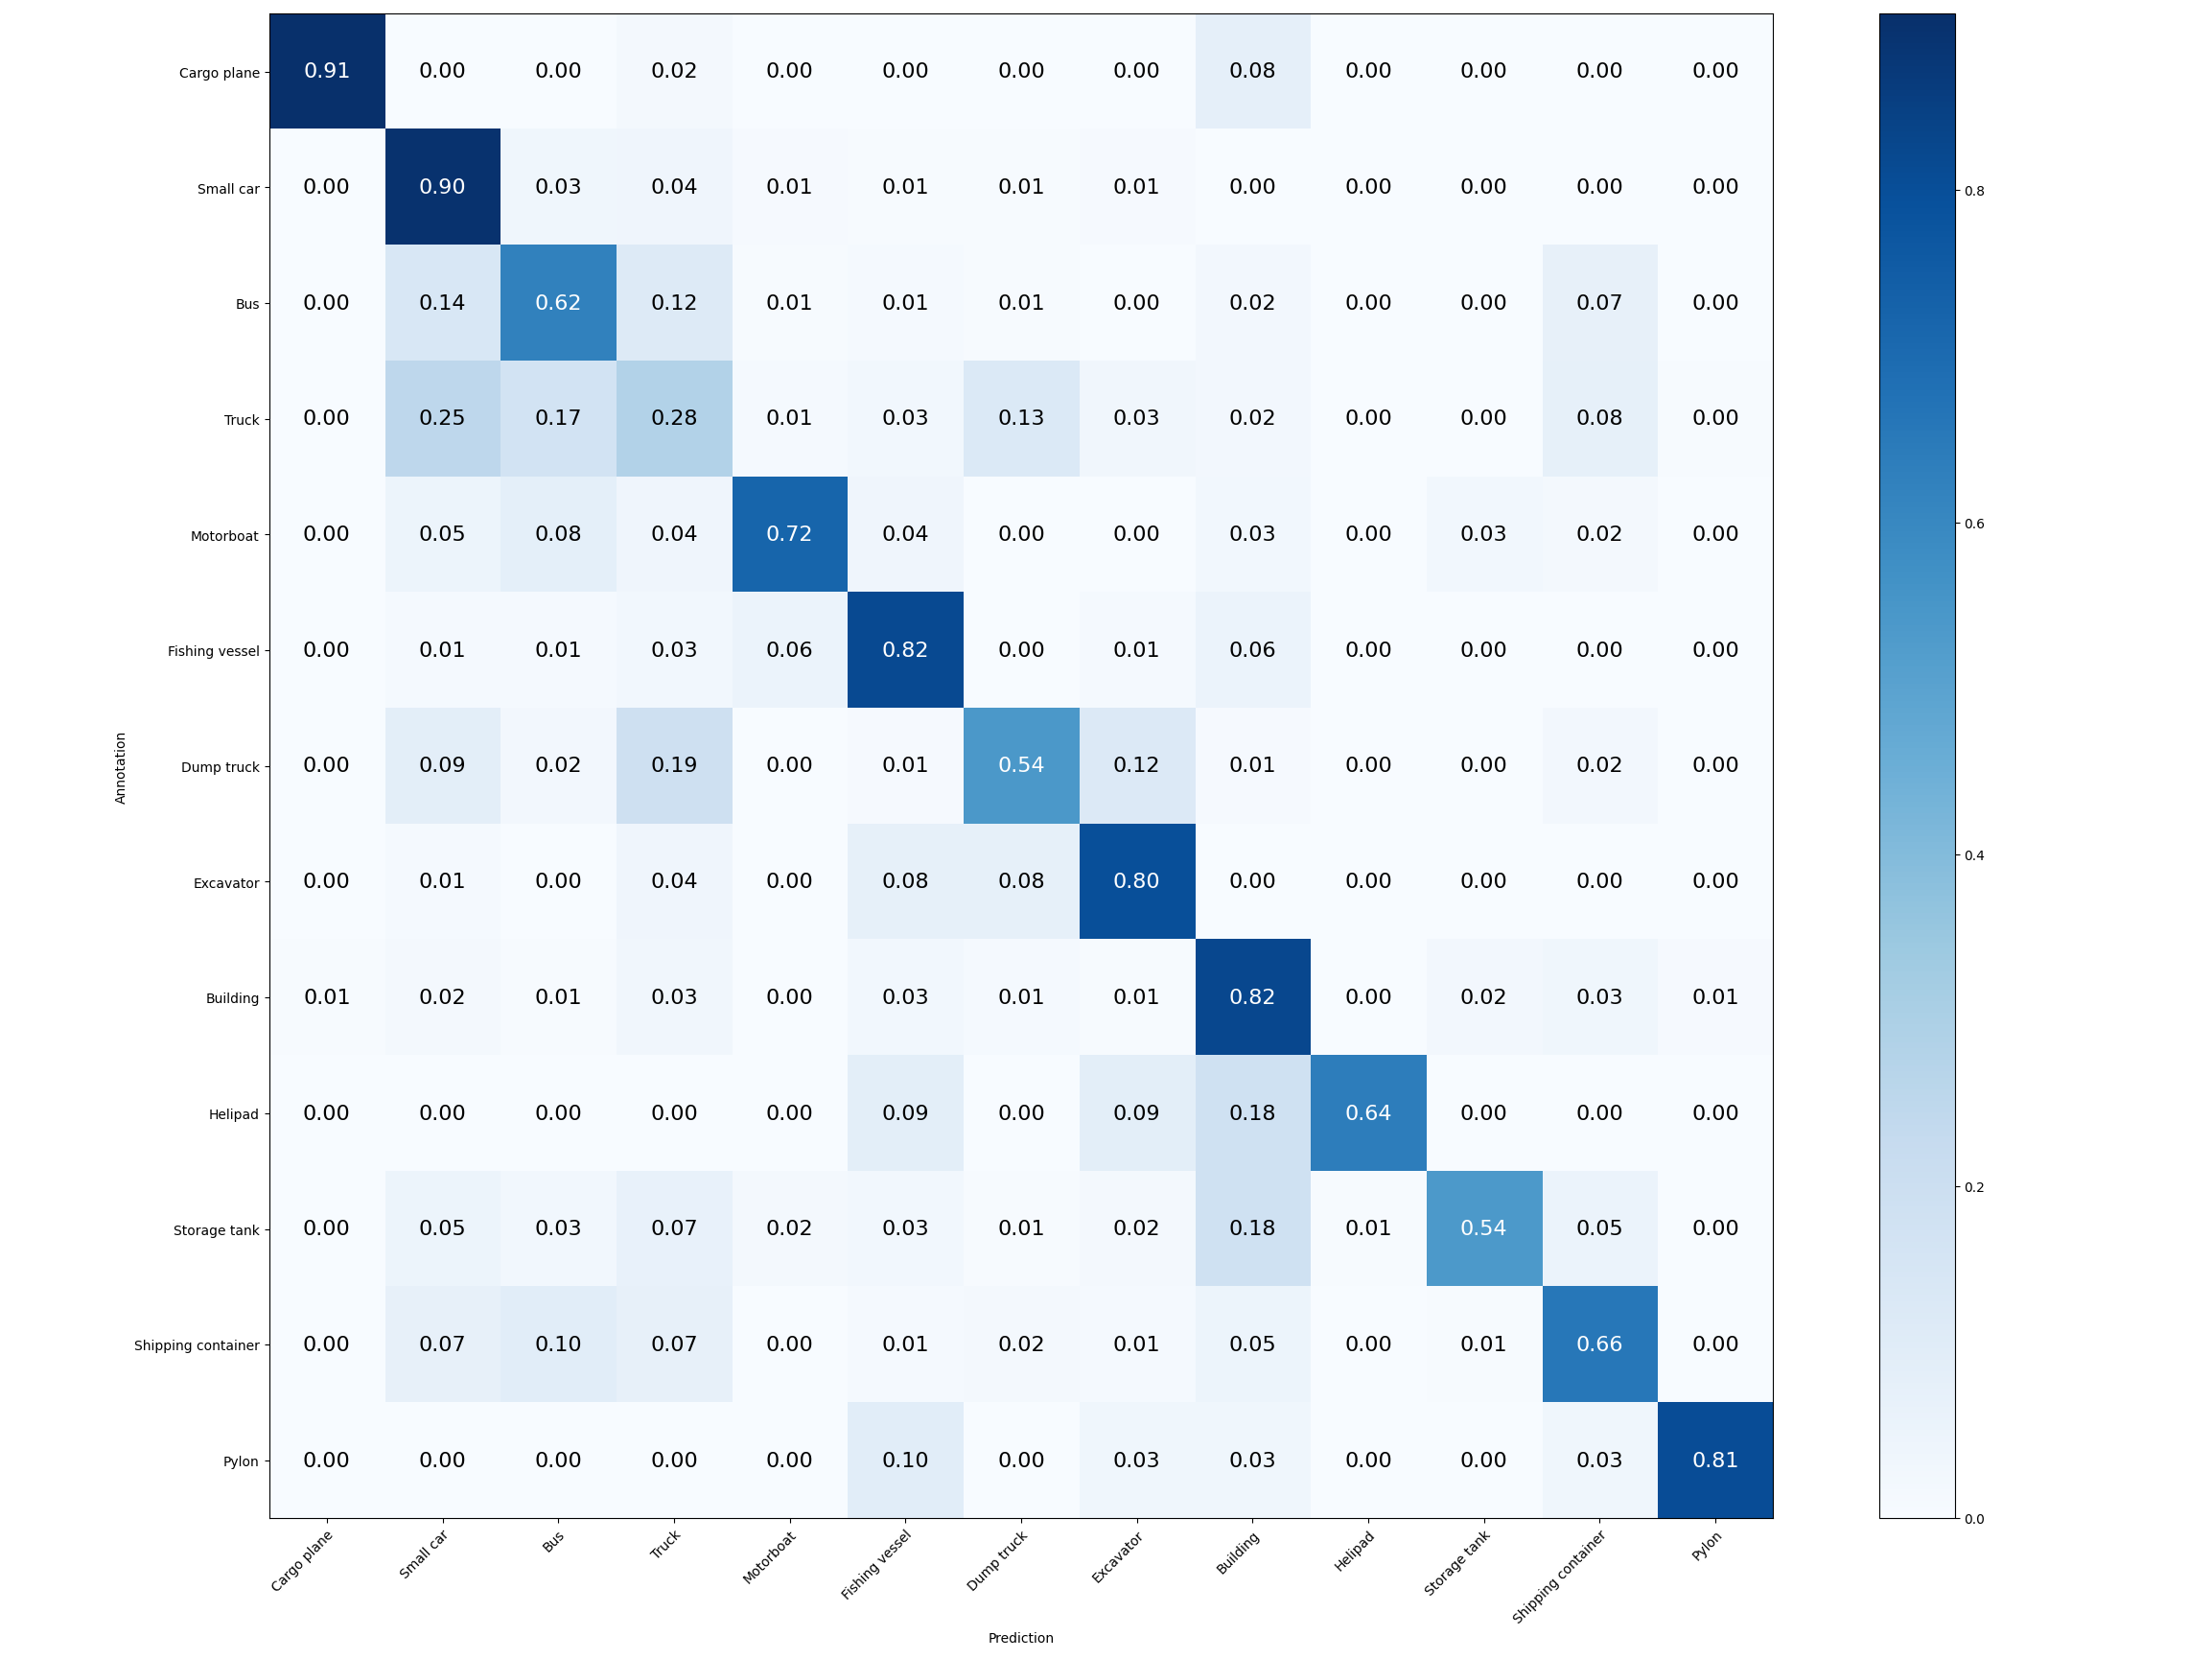 Cargo plane 0.91 0.00 0.00 0.02 0.00 0.00 0.00 0.00 0.08 0.00 0.00 0.00 0.00
Small car 0.00 0.90 0.03 0.04 0.01 0.01 0.01 0.01 0.00 0.00 0.00 0.00 0.00
0.8
Bus 0.00 0.14 0.62 0.12 0.01 0.01 0.01 0.00 0.02 0.00 0.00 0.07 0.00
Truck 0.00 0.25 0.17 0.28 0.01 0.03 0.13 0.03 0.02 0.00 0.00 0.08 0.00
0.6
Motorboat 0.00 0.05 0.08 0.04 0.72 0.04 0.00 0.00 0.03 0.00 0.03 0.02 0.00
Fishing vessel 0.00 0.01 0.01 0.03 0.06 0.82 0.00 0.01 0.06 0.00 0.00 0.00 0.00
Annotation
Dump truck 0.00 0.09 0.02 0.19 0.00 0.01 0.54 0.12 0.01 0.00 0.00 0.02 0.00
0.4
Excavator 0.00 0.01 0.00 0.04 0.00 0.08 0.08 0.80 0.00 0.00 0.00 0.00 0.00
Building 0.01 0.02 0.01 0.03 0.00 0.03 0.01 0.01 0.82 0.00 0.02 0.03 0.01
Helipad 0.00 0.00 0.00 0.00 0.00 0.09 0.00 0.09 0.18 0.64 0.00 0.00 0.00
0.2
Storage tank 0.00 0.05 0.03 0.07 0.02 0.03 0.01 0.02 0.18 0.01 0.54 0.05 0.00
Shipping container 0.00 0.07 0.10 0.07 0.00 0.01 0.02 0.01 0.05 0.00 0.01 0.66 0.00
Pylon 0.00 0.00 0.00 0.00 0.00 0.10 0.00 0.03 0.03 0.00 0.00 0.03 0.81
0.0
Cargo plane Small car Bus Truck Motorboat Fishing vessel Dump truck Excavator Building Helipad Storage tank Shipping container Pylon
Prediction